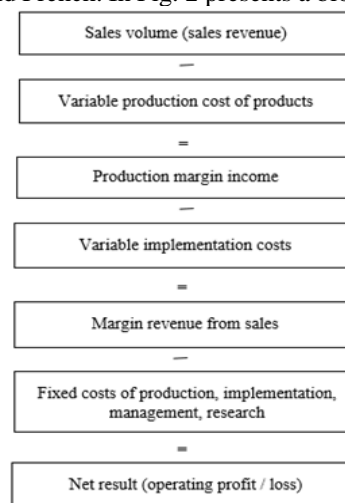 Sales volume (sales revenue)
—
Variable production cost of products
=
Production margin income
—
Variable implementation costs
=
Margin revenue from sales
—
Fixed costs of production, implementation,
management, research
=
Net result (operating profit / loss)